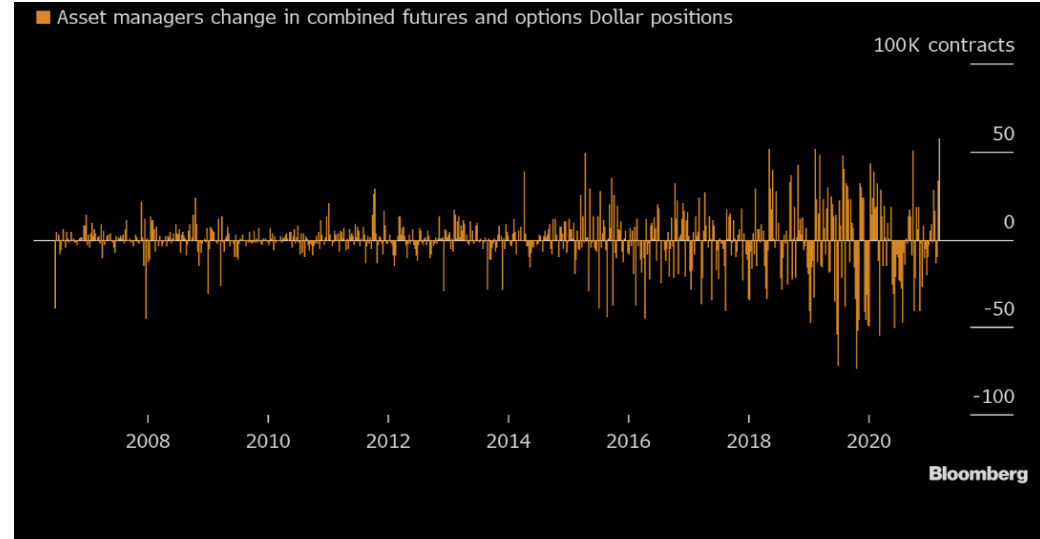 Asset managers change in combined futures and options Dollar positions
100K contracts
50
0
-50
-100
2008 2010 2012 2014 2016 2018 2020
Bloomberg